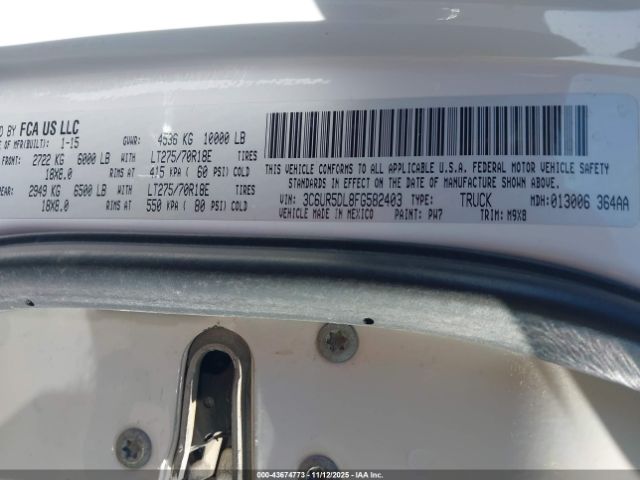 D BY FCA US LLC
E OF MFR(BUILT): 1-15 GVWR: 4536 KG 10000 LB
FRONT: 2722 KG 6000 LB WITH LT275/70R18E TIRES
18X8.0 RIMS AT 415 KPA ( 60 PSI) COLD
REAR: 2949 KG 6500 LB WITH LT275/70R18E TIRES
18X8.0 RIMS AT 550 KPA ( 80 PSI) COLD
THIS VEHICLE CONFORMS TO ALL APPLICABLE U.S.A. FEDERAL MOTOR VEHICLE SAFETY
STANDARDS IN EFFECT ON THE DATE OF MANUFACTURE SHOWN ABOVE.
VIN: 3C6UR5DL8FG582403 TYPE: TRUCK MDH: 013006 364AA
VEHICLE MADE IN MEXICO PAINT: PW7 TRIM: M9X8
000-43674773 - 11/12/2025 - IAAI Inc.